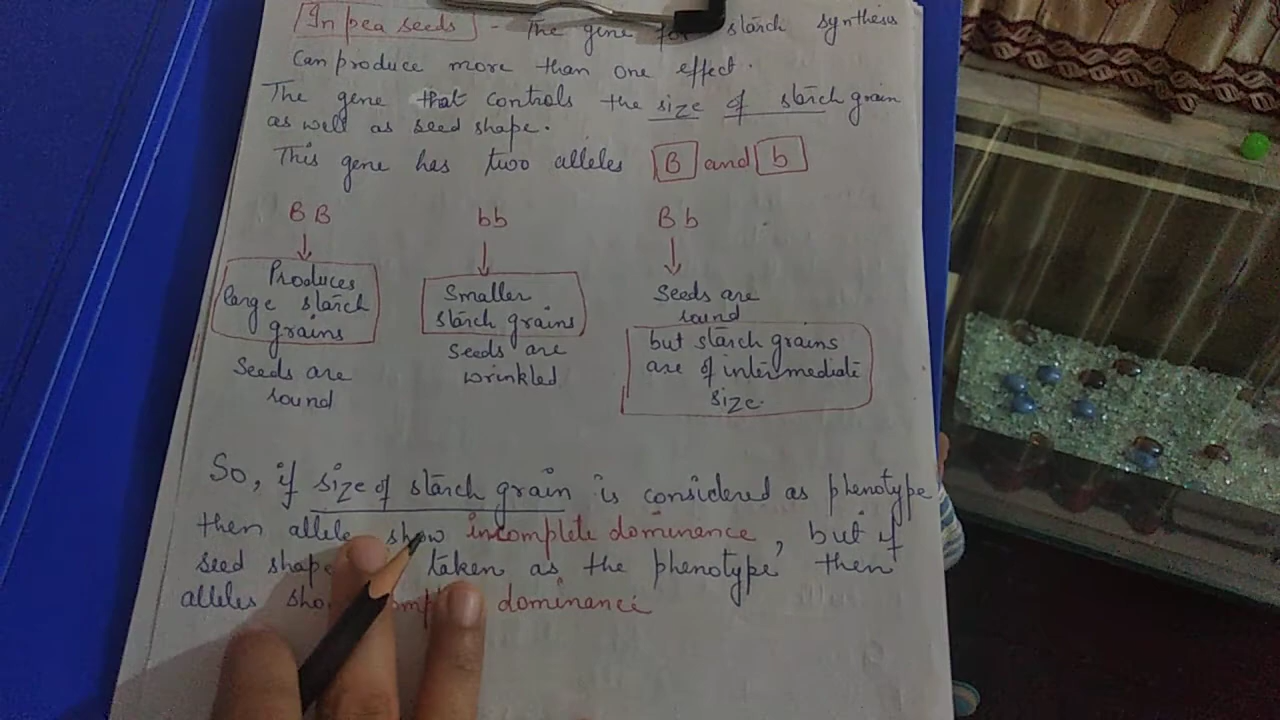 In pea seeds - The gene for starch synthesis
Can produce more than one effect.
The gene that controls the size of starch grain
as well as seed shape.
This gene has two alleles B and b
BB
Produces
large starch
grains
Seeds are
round
bb
Smaller
starch grains
Seeds are
wrinkled
Bb
Seeds are
round
but starch grains
are of intermediate
size.
So, if size of starch grain is considered as phenotype
then allele show incomplete dominence, but if
seed shape taken as the phenotype then
alleles dominance